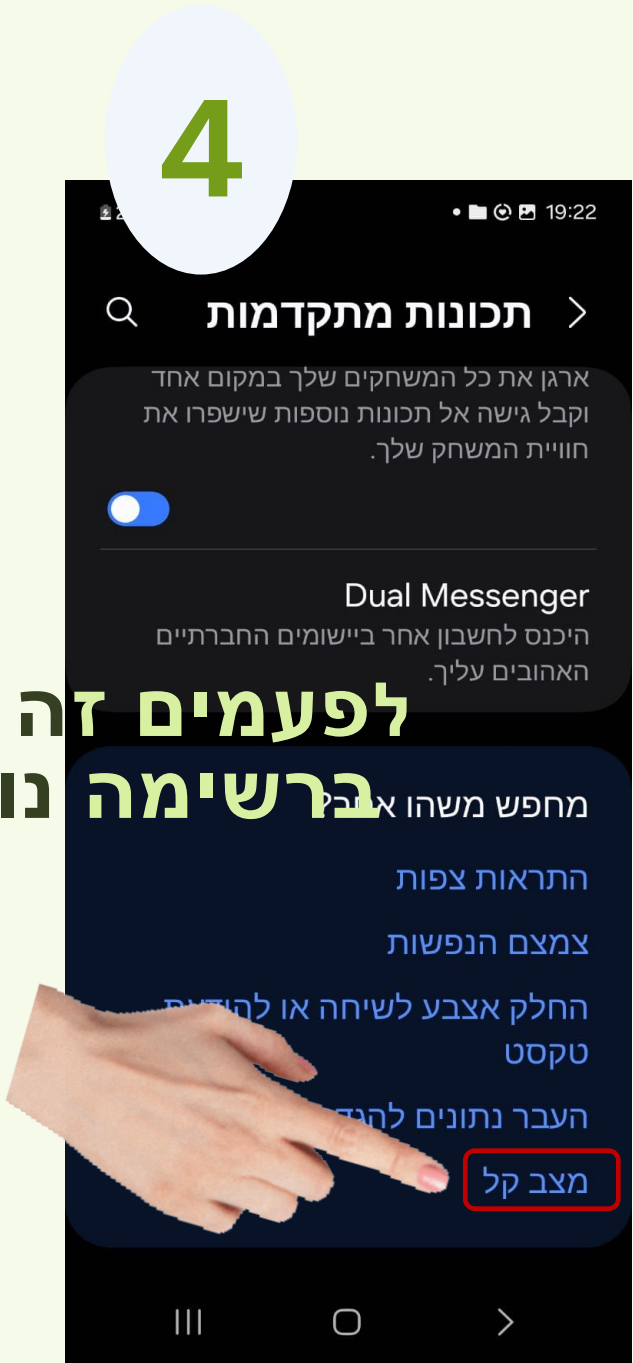 4
19:22
תכונות מתקדמות
ארגן את כל המשחקים שלך במקום אחד
וקבל גישה אל תכונות נוספות שישפרו את
חוויית המשחק שלך.
Dual Messenger
היכנס לחשבון אחר ביישומים החברתיים
האהובים עליך.
לפעמים זה
ברשימה
מחפש משהו אחר?
התראות צפות
צמצם הנפשות
החלק אצבע לשיחה או להודעת
טקסט
העבר נתונים
מצב קל